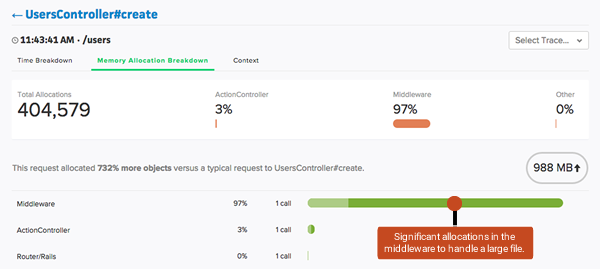 ← UsersController#create
11:43:41 AM · /users
Select Trace...
Time Breakdown
Memory Allocation Breakdown
Context
Total Allocations
404,579
ActionController
3%
Middleware
97%
Other
0%
This request allocated 732% more objects versus a typical request to UsersController#create.
988 MB↑
Middleware 97% 1 call
ActionController 3% 1 call
Router/Rails 0% 1 call
Significant allocations in the
middleware to handle a large file.